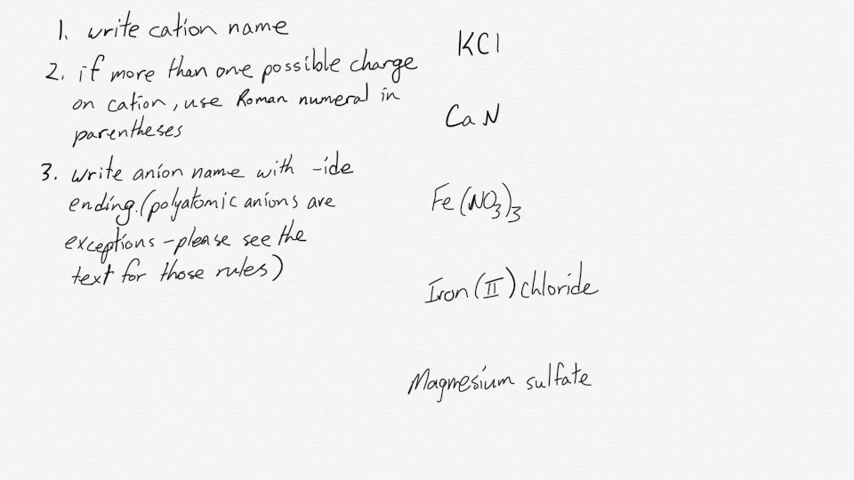 1. write cation name
2. if more than one possible charge
on cation, use Roman numeral in
parentheses
3. write anion name with -ide
ending. (polyatomic anions are
exceptions - please see the
text for those rules)
KCl
CaN
Fe(NO3)3
Iron (II) chloride
Magnesium sulfate